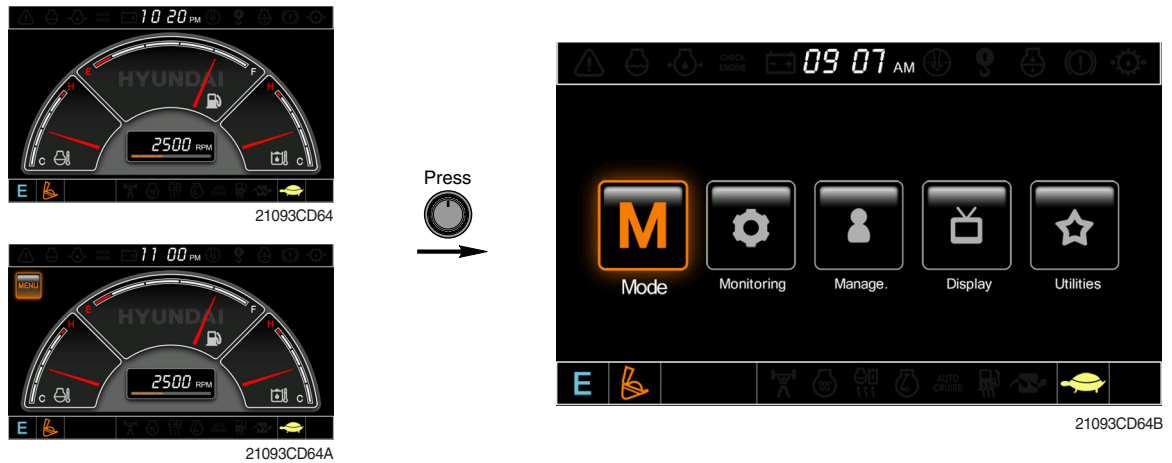 10 20 PM
E
F
HYUNDAI
H
H
C
C
2500 RPM
E
21093CD64
11 00 PM
MENU
E
F
HYUNDAI
H
H
C
C
2500 RPM
E
21093CD64A
Press
CHECK
ENGINE
09 07 AM
M
Mode
Monitoring
Manage.
Display
Utilities
E
AUTO
CRUISE
21093CD64B